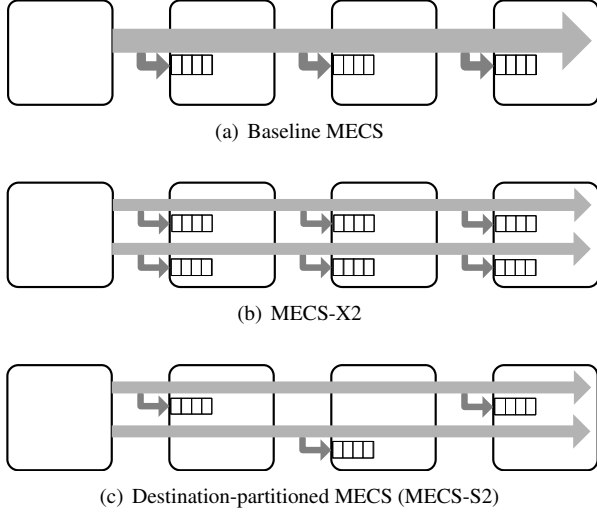 (a) Baseline MECS
(b) MECS-X2
(c) Destination-partitioned MECS (MECS-S2)